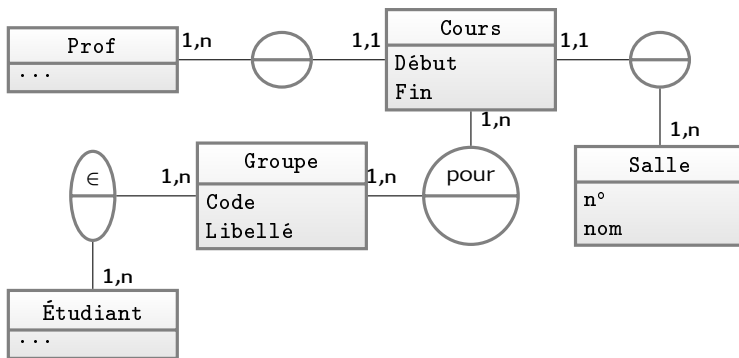 Prof
...
1,n
1,1
Cours
Début
Fin
1,1
1,n
1,n
Salle
n°
nom
pour
1,n
Groupe
Code
Libellé
1,n
∈
1,n
Étudiant
...